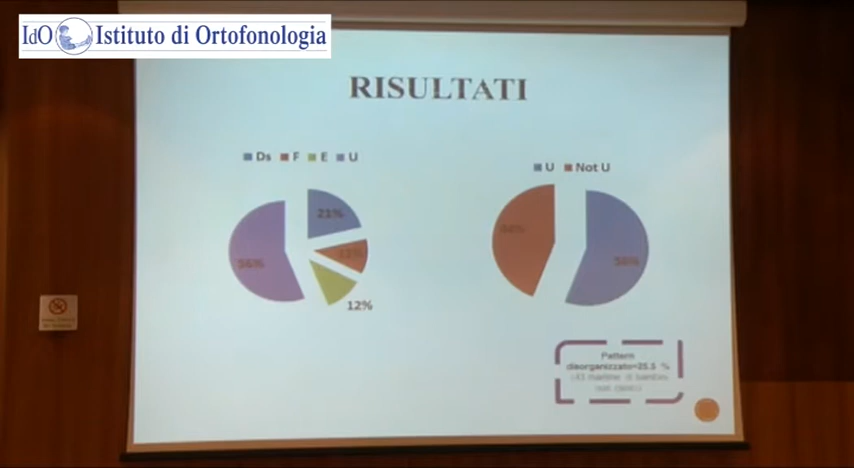 IdO Istituto di Ortofonologia
RISULTATI
Ds F E U
21%
12%
56%
U Not U
56%
Pattern
disorganizzato=25.5 %